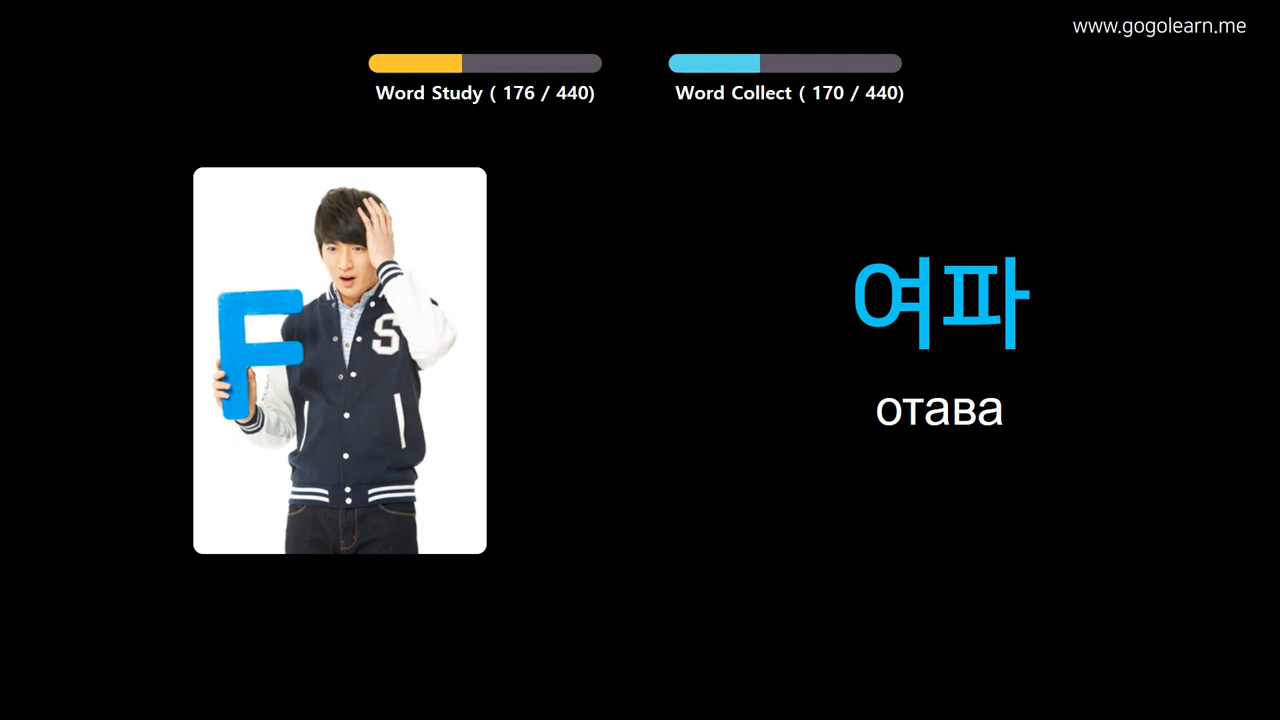 www.gogolearn.me
Word Study ( 176 / 440)
Word Collect ( 170 / 440)
F
S
여파
отава